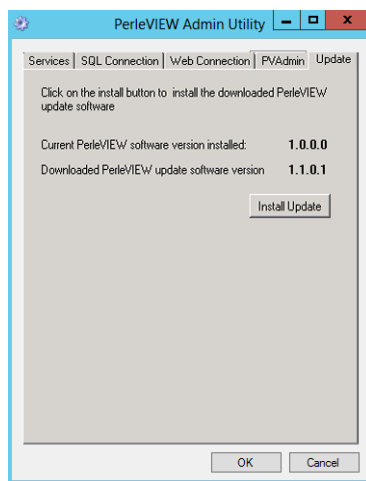 PerleVIEW Admin Utility
Services SQL Connection Web Connection PVAdmin Update
Click on the install button to install the downloaded PerleVIEW
update software
Current PerleVIEW software version installed: 1.0.0.0
Downloaded PerleVIEW update software version 1.1.0.1
Install Update
OK Cancel